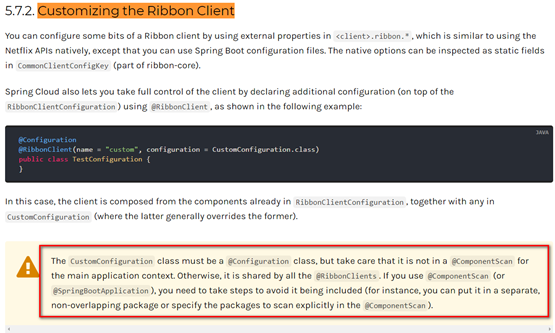 5.7.2. Customizing the Ribbon Client
You can configure some bits of a Ribbon client by using external properties in <client>.ribbon.*, which is similar to using the
Netflix APIs natively, except that you can use Spring Boot configuration files. The native options can be inspected as static fields
in CommonClientConfigKey (part of ribbon-core).
Spring Cloud also lets you take full control of the client by declaring additional configuration (on top of the
RibbonClientConfiguration) using @RibbonClient, as shown in the following example:
JAVA
@Configuration
@RibbonClient(name = "custom", configuration = CustomConfiguration.class)
public class TestConfiguration {
}
In this case, the client is composed from the components already in RibbonClientConfiguration, together with any in
CustomConfiguration (where the latter generally overrides the former).
The CustomConfiguration class must be a @Configuration class, but take care that it is not in a @ComponentScan for
the main application context. Otherwise, it is shared by all the @RibbonClients. If you use @ComponentScan (or
@SpringBootApplication), you need to take steps to avoid it being included (for instance, you can put it in a separate,
non-overlapping package or specify the packages to scan explicitly in the @ComponentScan).